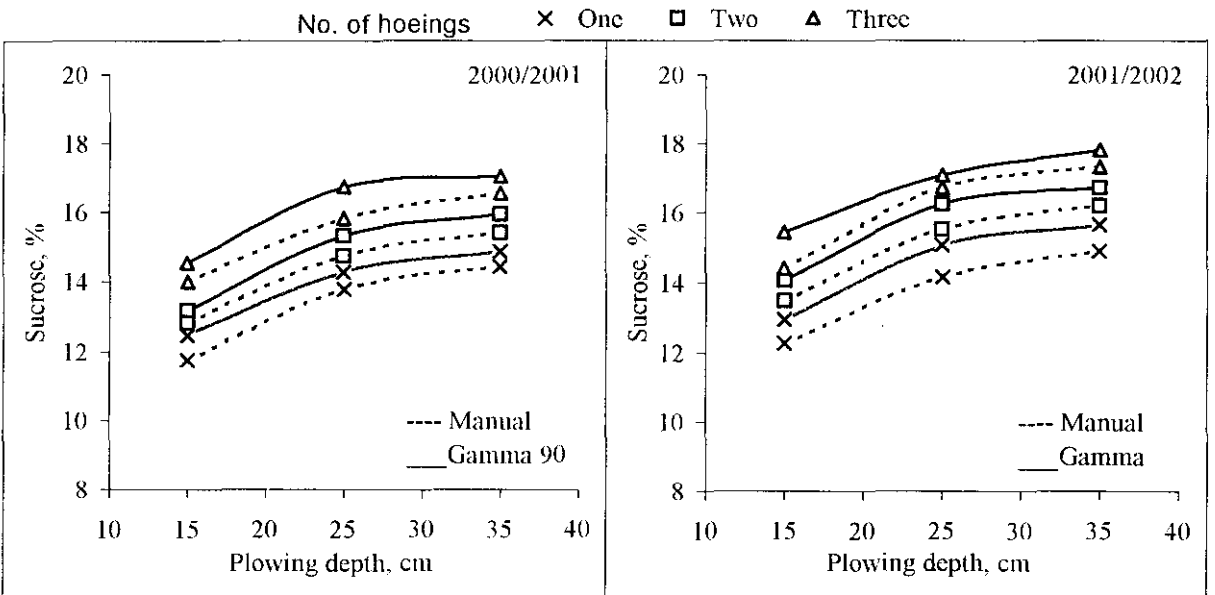 No. of hoeings × One □ Two △ Three
2000/2001
20
18
16
14
12
10
8
Sucrose, %
10 15 20 25 30 35 40
Plowing depth, cm
Manual
Gamma 90
2001/2002
20
18
16
14
12
10
8
Sucrose, %
10 15 20 25 30 35 40
Plowing depth, cm
Manual
Gamma